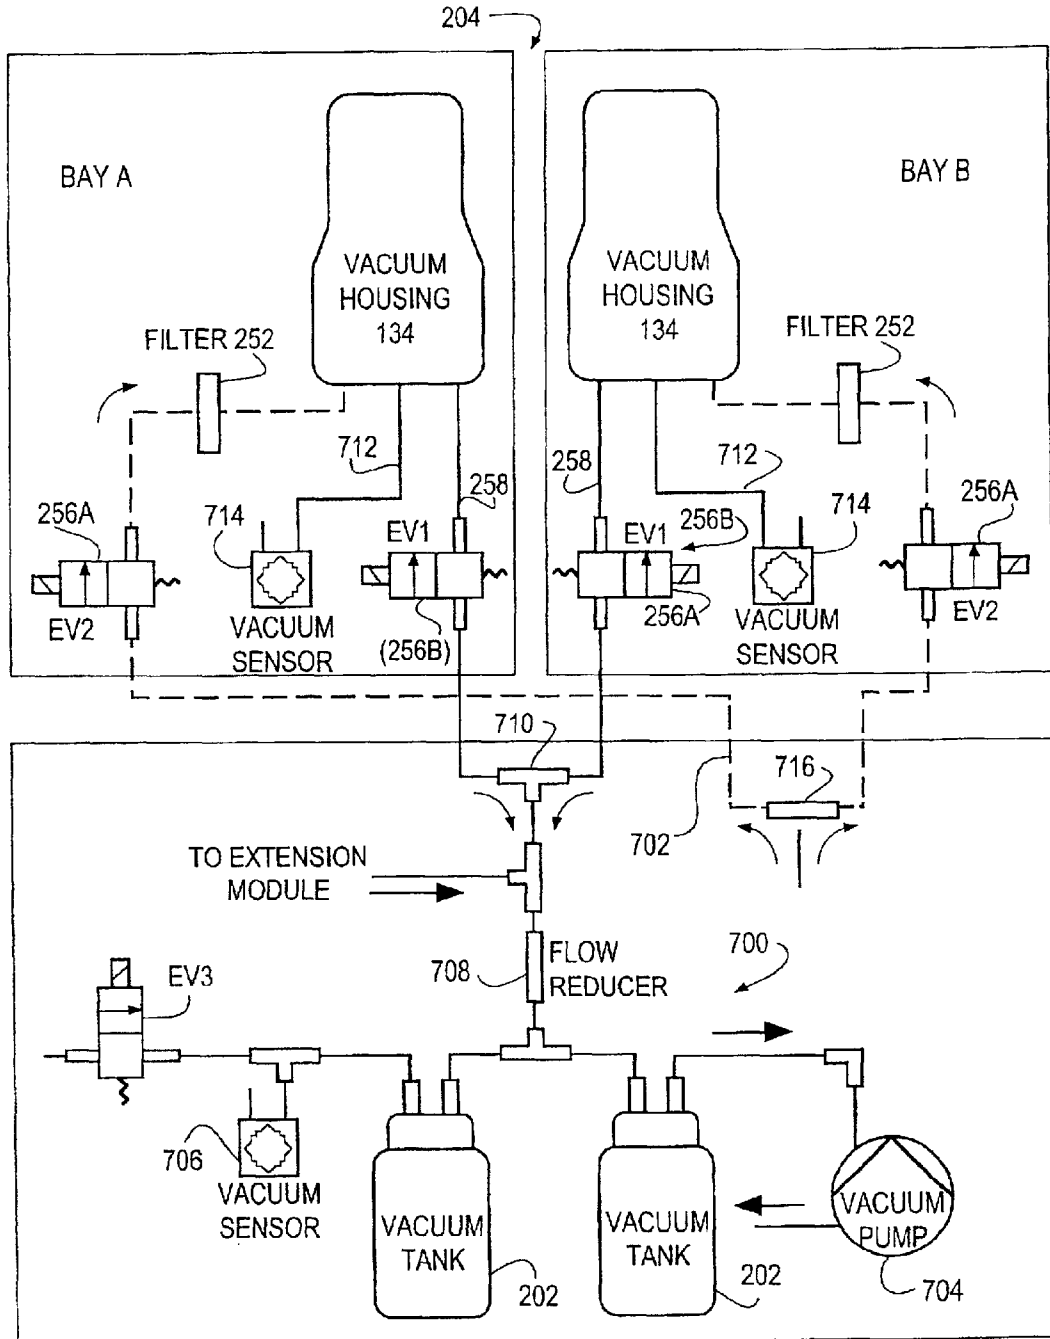 204
BAY A
BAY B
VACUUM
HOUSING
134
VACUUM
HOUSING
134
FILTER 252
FILTER 252
712
712
258
258
256A
714
EV1
EV1
256B
714
256A
EV2
VACUUM
SENSOR
(256B)
256A
VACUUM
SENSOR
EV2
710
716
702
TO EXTENSION
MODULE
708
FLOW
REDUCER
700
EV3
706
VACUUM
SENSOR
VACUUM
TANK
202
VACUUM
TANK
202
VACUUM
PUMP
704